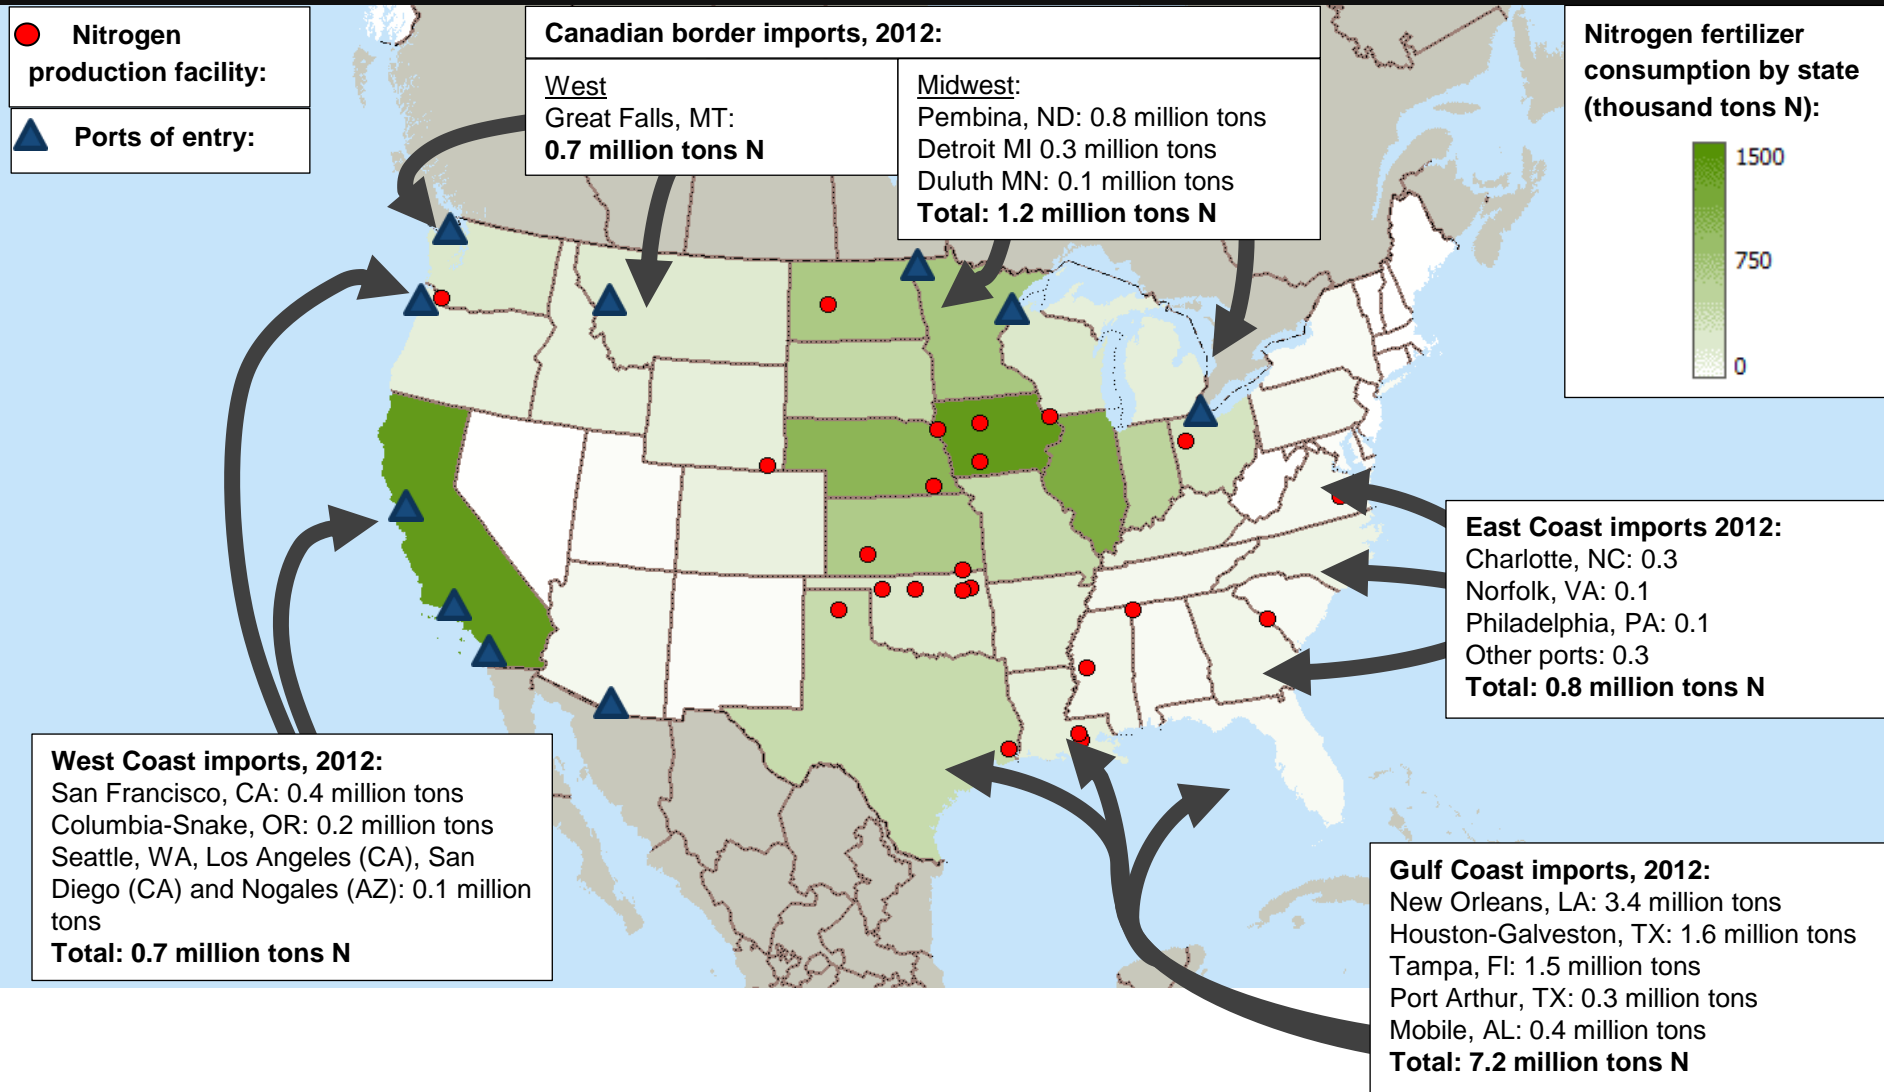 Nitrogen
production facility:
Ports of entry:
Canadian border imports, 2012:
West
Great Falls, MT:
0.7 million tons N
Midwest:
Pembina, ND: 0.8 million tons
Detroit MI 0.3 million tons
Duluth MN: 0.1 million tons
Total: 1.2 million tons N
Nitrogen fertilizer
consumption by state
(thousand tons N):
1500
750
0
East Coast imports 2012:
Charlotte, NC: 0.3
Norfolk, VA: 0.1
Philadelphia, PA: 0.1
Other ports: 0.3
Total: 0.8 million tons N
West Coast imports, 2012:
San Francisco, CA: 0.4 million tons
Columbia-Snake, OR: 0.2 million tons
Seattle, WA, Los Angeles (CA), San
Diego (CA) and Nogales (AZ): 0.1 million
tons
Total: 0.7 million tons N
Gulf Coast imports, 2012:
New Orleans, LA: 3.4 million tons
Houston-Galveston, TX: 1.6 million tons
Tampa, Fl: 1.5 million tons
Port Arthur, TX: 0.3 million tons
Mobile, AL: 0.4 million tons
Total: 7.2 million tons N